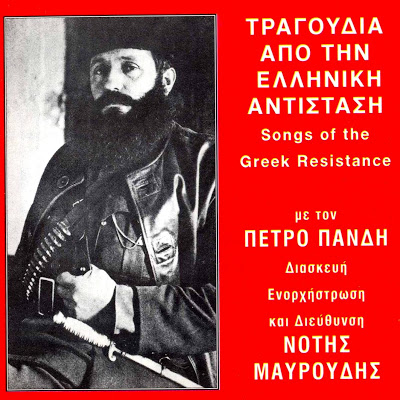 ΤΡΑΓΟΥΔΙΑ
ΑΠΟ ΤΗΝ
ΕΛΛΗΝΙΚΗ
ΑΝΤΙΣΤΑΣΗ
Songs of the
Greek Resistance
με τον
ΠΕΤΡΟ ΠΑΝΔΗ
Διασκευή
Ενορχήστρωση
και Διεύθυνση
ΝΟΤΗΣ
ΜΑΥΡΟΥΔΗΣ